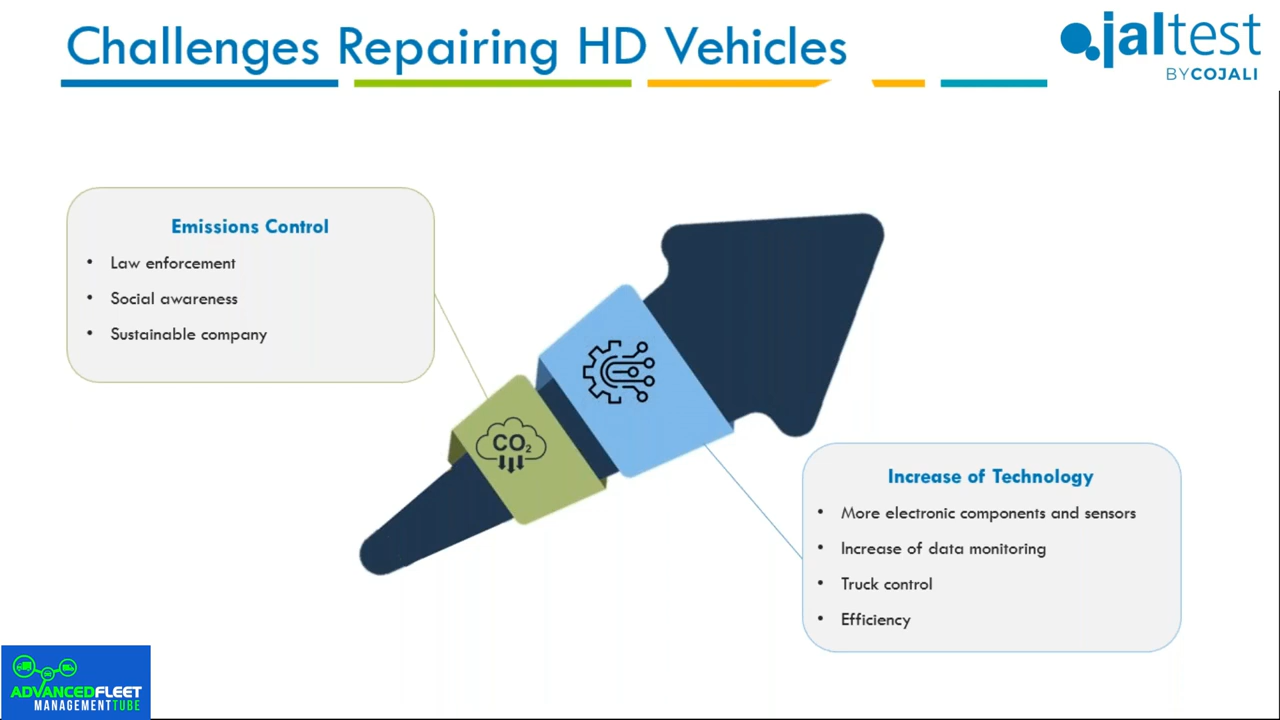 Challenges Repairing HD Vehicles
jaltest
BY COJALI
Emissions Control
• Law enforcement
• Social awareness
• Sustainable company
CO2
Increase of Technology
• More electronic components and sensors
• Increase of data monitoring
• Truck control
• Efficiency
ADVANCEDFLEET
MANAGEMENTTUBE